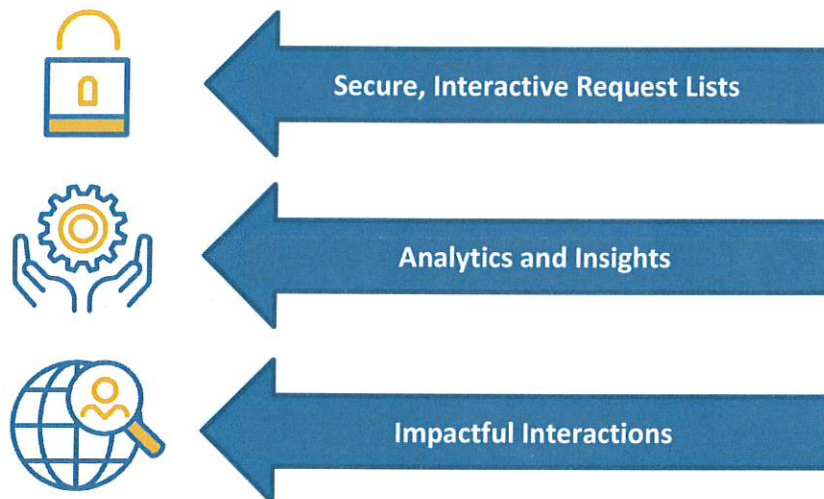 Secure, Interactive Request Lists
Analytics and Insights
Impactful Interactions